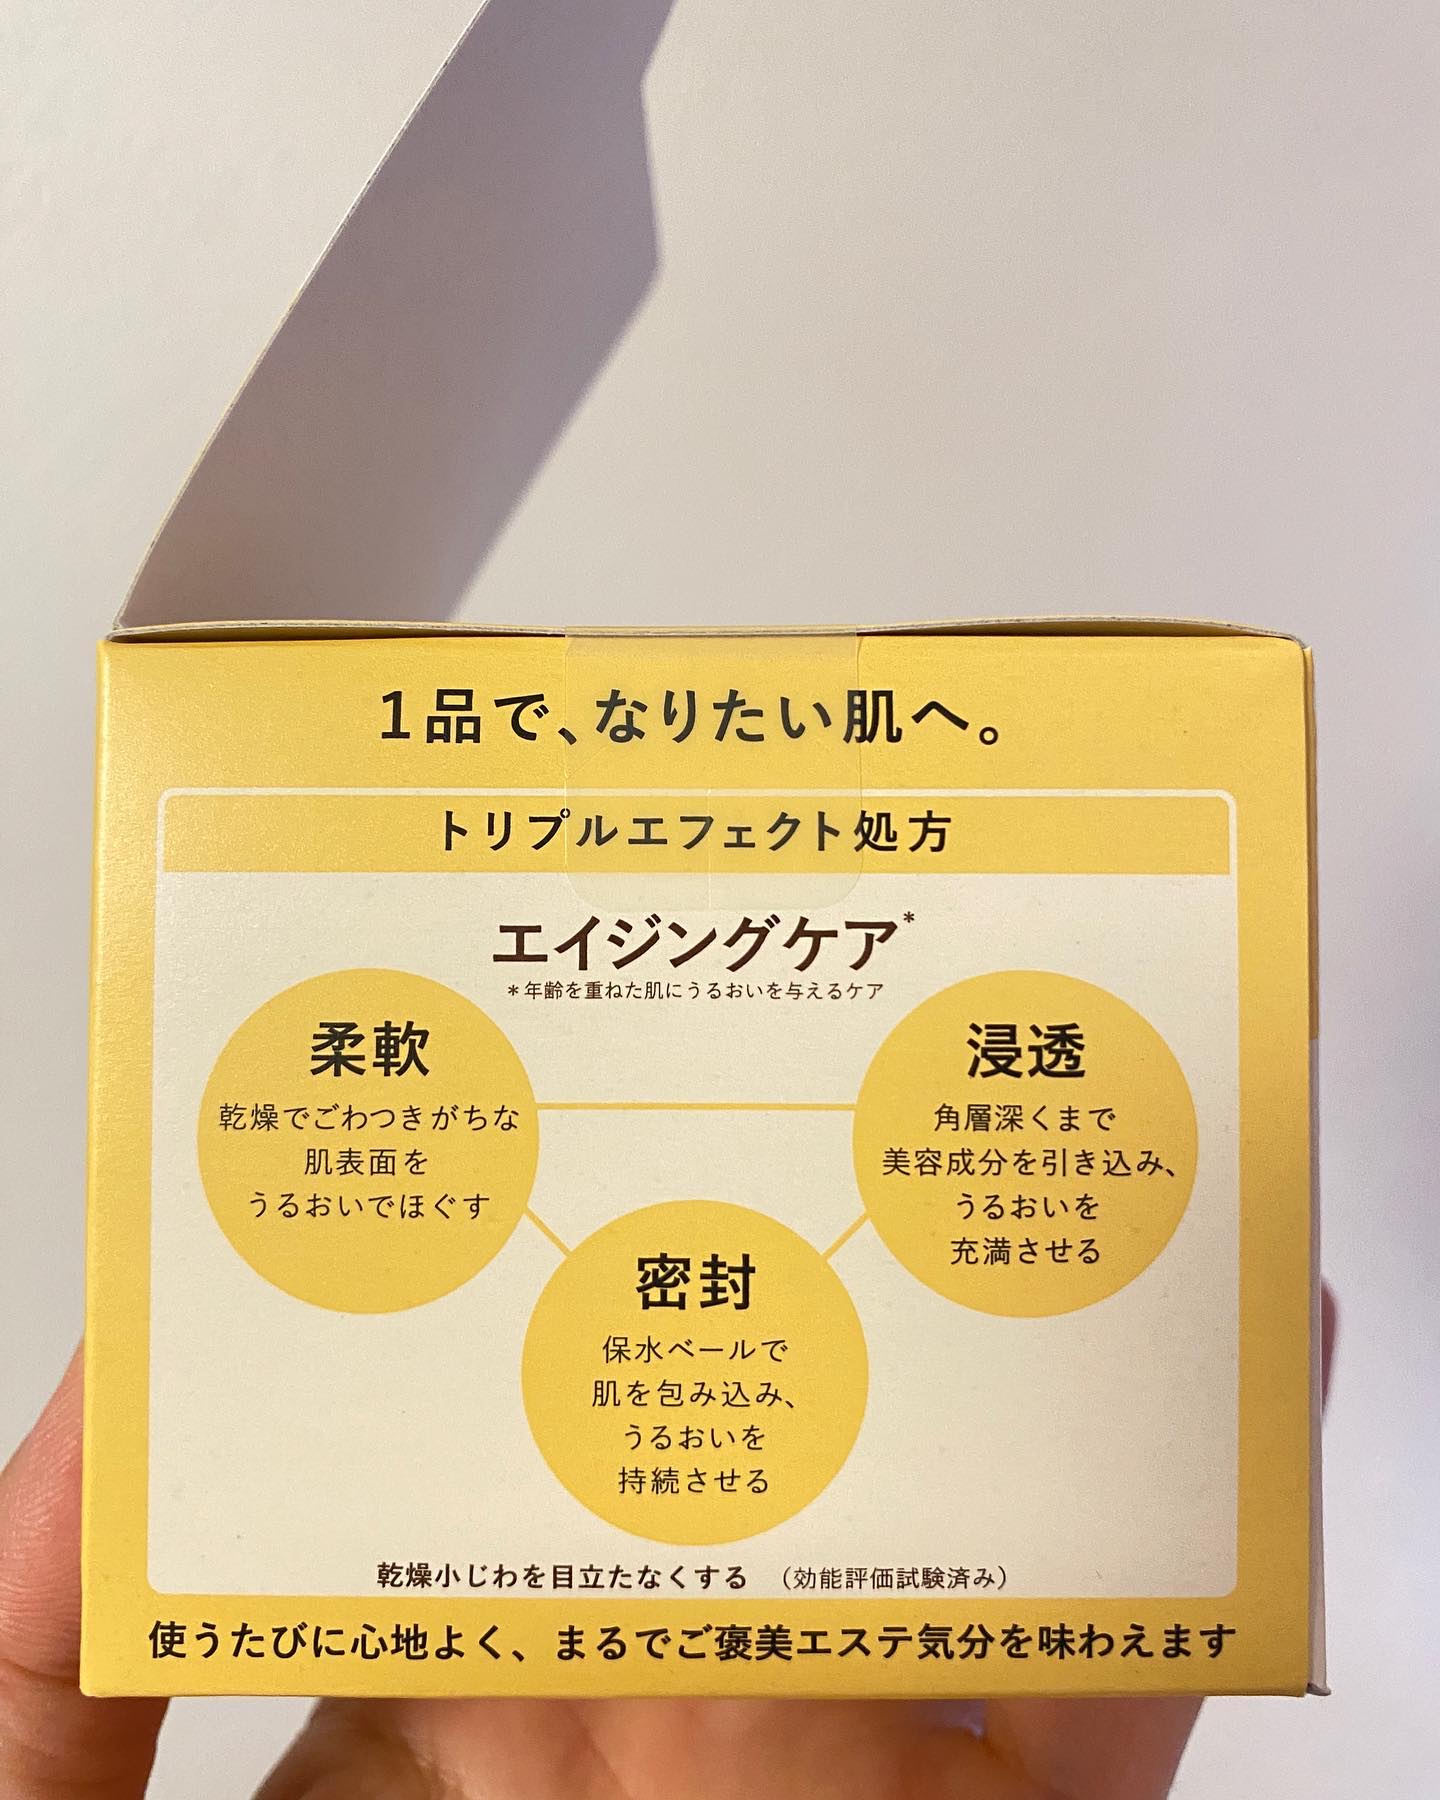 1品で、なりたい肌へ。
トリプルエフェクト処方
エイジングケア*
*年齢を重ねた肌にうるおいを与えるケア
柔軟
乾燥でごわつきがちな
肌表面を
うるおいでほぐす
浸透
角層深くまで
美容成分を引き込み、
うるおいを
充満させる
密封
保水ベールで
肌を包み込み、
うるおいを
持続させる
乾燥小じわを目立たなくする （効能評価試験済み）
使うたびに心地よく、まるでご褒美エステ気分を味わえます